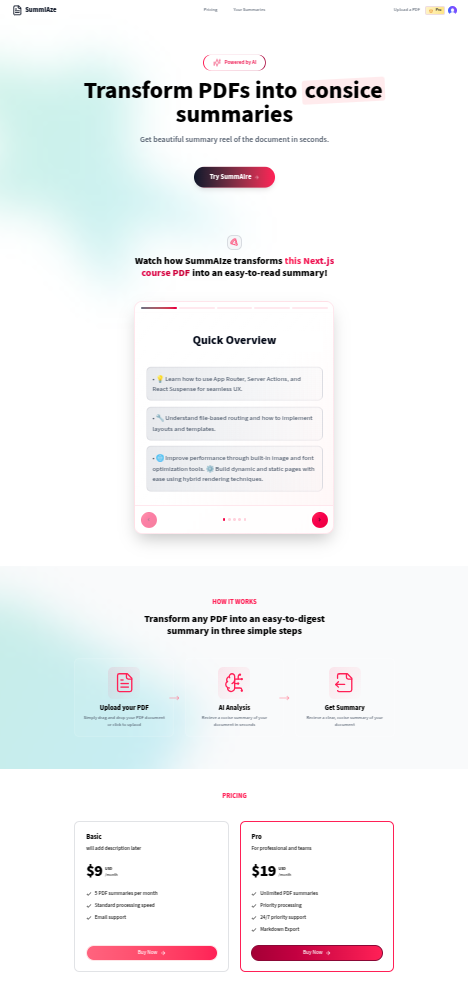 SummIAze
Pricing
Your Summaries
Upload a PDF
Pro
Powered by AI
Transform PDFs into consice
summaries
Get beautiful summary reel of the document in seconds.
Try SummAIre →
Watch how SummAIze transforms this Next.js
course PDF into an easy-to-read summary!
Quick Overview
• 💡 Learn how to use App Router, Server Actions, and
React Suspense for seamless UX.
• 🔧 Understand file-based routing and how to implement
layouts and templates.
• 🌐 Improve performance through built-in image and font
optimization tools. ⚙️ Build dynamic and static pages with
ease using hybrid rendering techniques.
HOW IT WORKS
Transform any PDF into an easy-to-digest
summary in three simple steps
Upload your PDF
Simply drag and drop your PDF document
or click to upload
AI Analysis
Receive a concise summary of your
document in seconds
Get Summary
Receive a clear, concise summary of your
document
PRICING
Basic
will add description later
$9 USD
/month
5 PDF summaries per month
Standard processing speed
Email support
Buy Now →
Pro
For professional and teams
$19 USD
/month
Unlimited PDF summaries
Priority processing
24/7 priority support
Markdown Export
Buy Now →